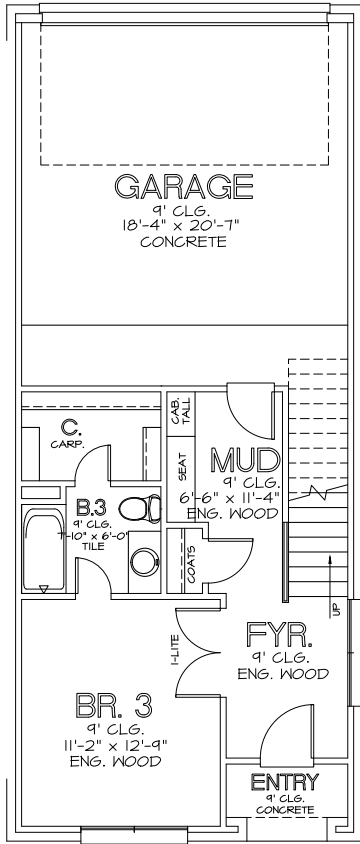 GARAGE
9' CLG.
18'-4" x 20'-7"
CONCRETE
CAB.
TALL
C.
CARP.
SEAT
MUD
9' CLG.
6'-6" x 11'-4"
ENG. WOOD
B.3
9' CLG.
7'-10" x 6'-0"
TILE
COATS
UP
1-LITE
FYR.
9' CLG.
ENG. WOOD
BR. 3
9' CLG.
11'-2" x 12'-9"
ENG. WOOD
ENTRY
9' CLG.
CONCRETE